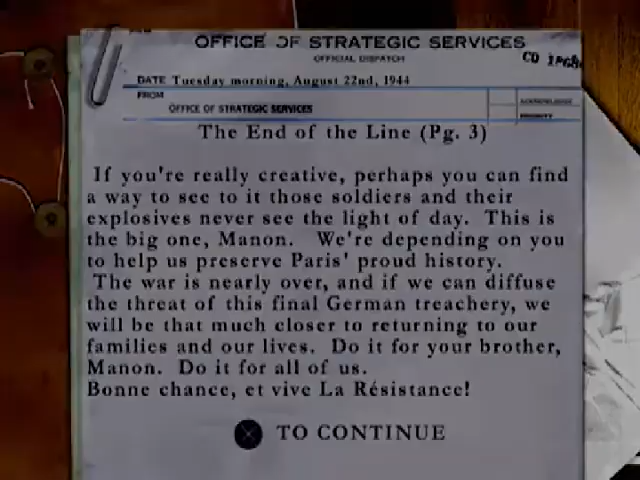 OFFICE OF STRATEGIC SERVICES
OFFICIAL DISPATCH
DATE Tuesday morning, August 22nd, 1944
FROM
OFFICE OF STRATEGIC SERVICES
The End of the Line (Pg. 3)
If you're really creative, perhaps you can find
a way to see to it those soldiers and their
explosives never see the light of day. This is
the big one, Manon. We're depending on you
to help us preserve Paris' proud history.
The war is nearly over, and if we can diffuse
the threat of this final German treachery, we
will be that much closer to returning to our
families and our lives. Do it for your brother,
Manon. Do it for all of us.
Bonne chance, et vive La Résistance!
TO CONTINUE